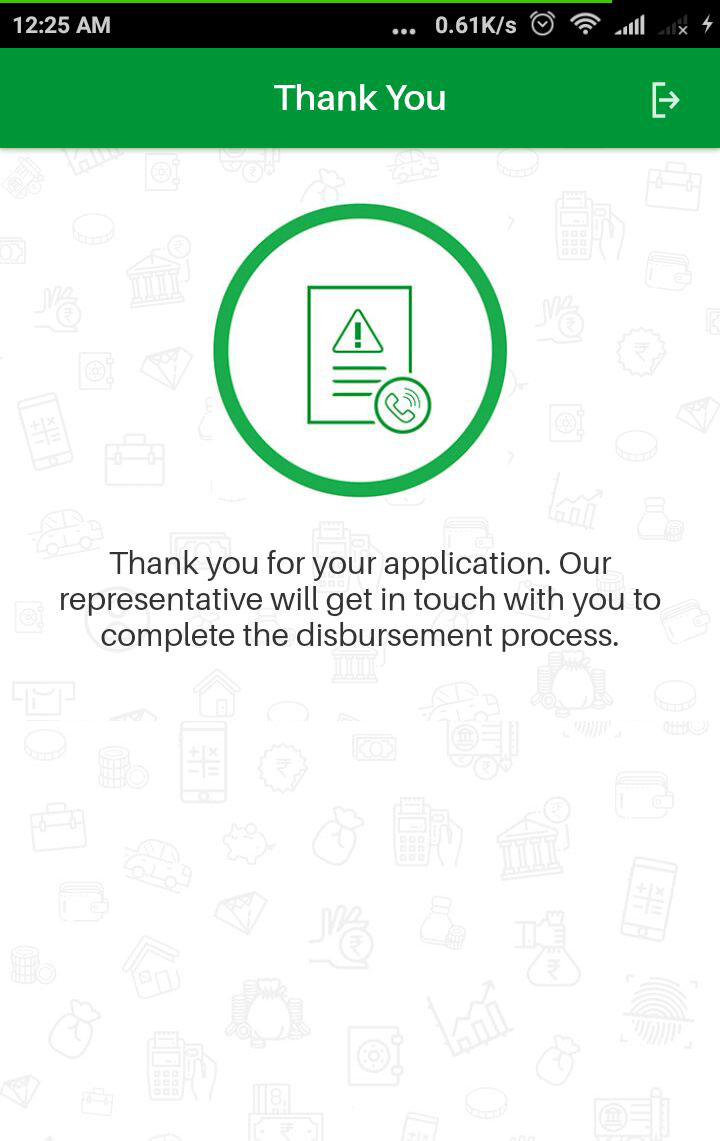 12:25 AM ... 0.61K/s
Thank You
Thank you for your application. Our
representative will get in touch with you to
complete the disbursement process.